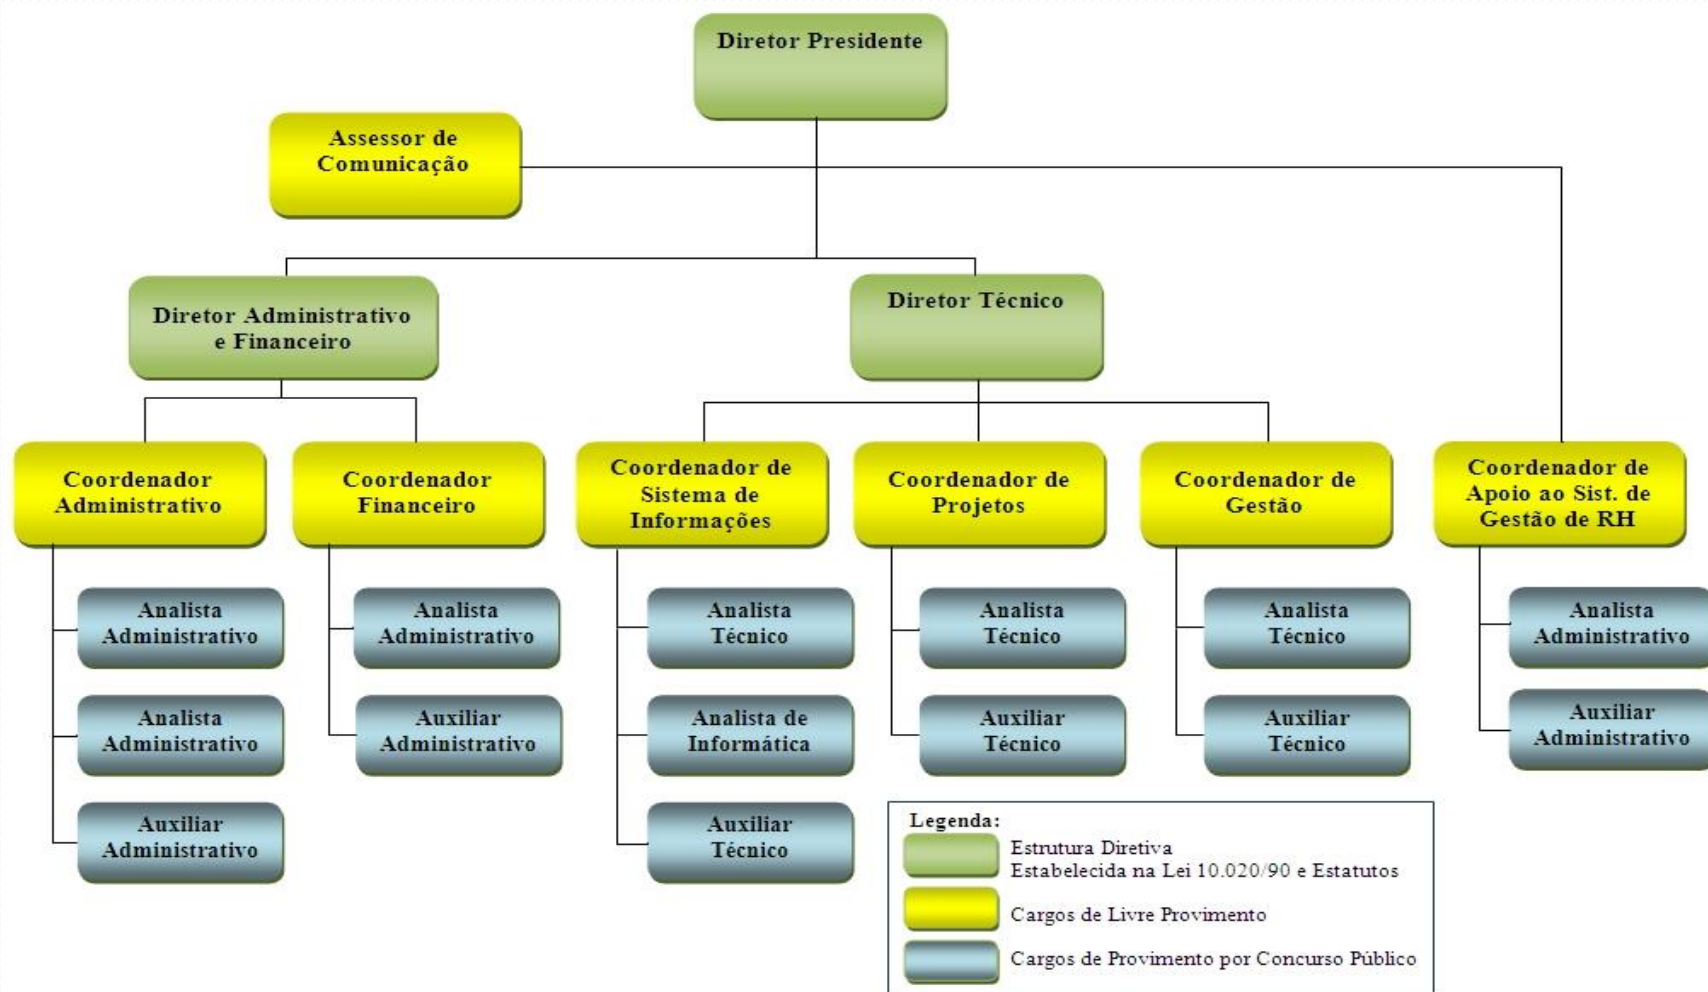 Diretor Presidente
Assessor de
Comunicação
Diretor Administrativo
e Financeiro
Diretor Técnico
Coordenador
Administrativo
Coordenador
Financeiro
Coordenador de
Sistema de
Informações
Coordenador de
Projetos
Coordenador de
Gestão
Coordenador de
Apoio ao Sist. de
Gestão de RH
Analista
Administrativo
Analista
Administrativo
Auxiliar
Administrativo
Analista
Administrativo
Auxiliar
Administrativo
Analista
Técnico
Analista de
Informática
Auxiliar
Técnico
Analista
Técnico
Auxiliar
Técnico
Analista
Técnico
Auxiliar
Técnico
Analista
Administrativo
Auxiliar
Administrativo
Legenda:
Estrutura Diretiva
Estabelecida na Lei 10.020/90 e Estatutos
Cargos de Livre Provimento
Cargos de Provimento por Concurso Público